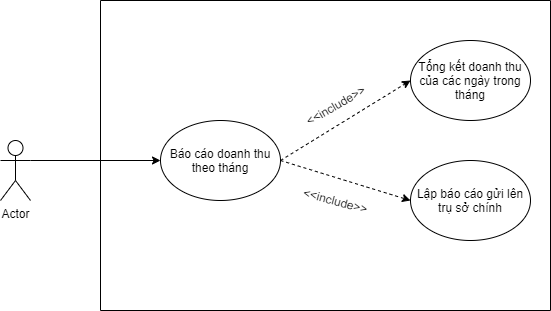 Tổng kết doanh thu
của các ngày trong
tháng
<<include>>
Báo cáo doanh thu
theo tháng
Lập báo cáo gửi lên
trụ sở chính
<<include>>
Actor